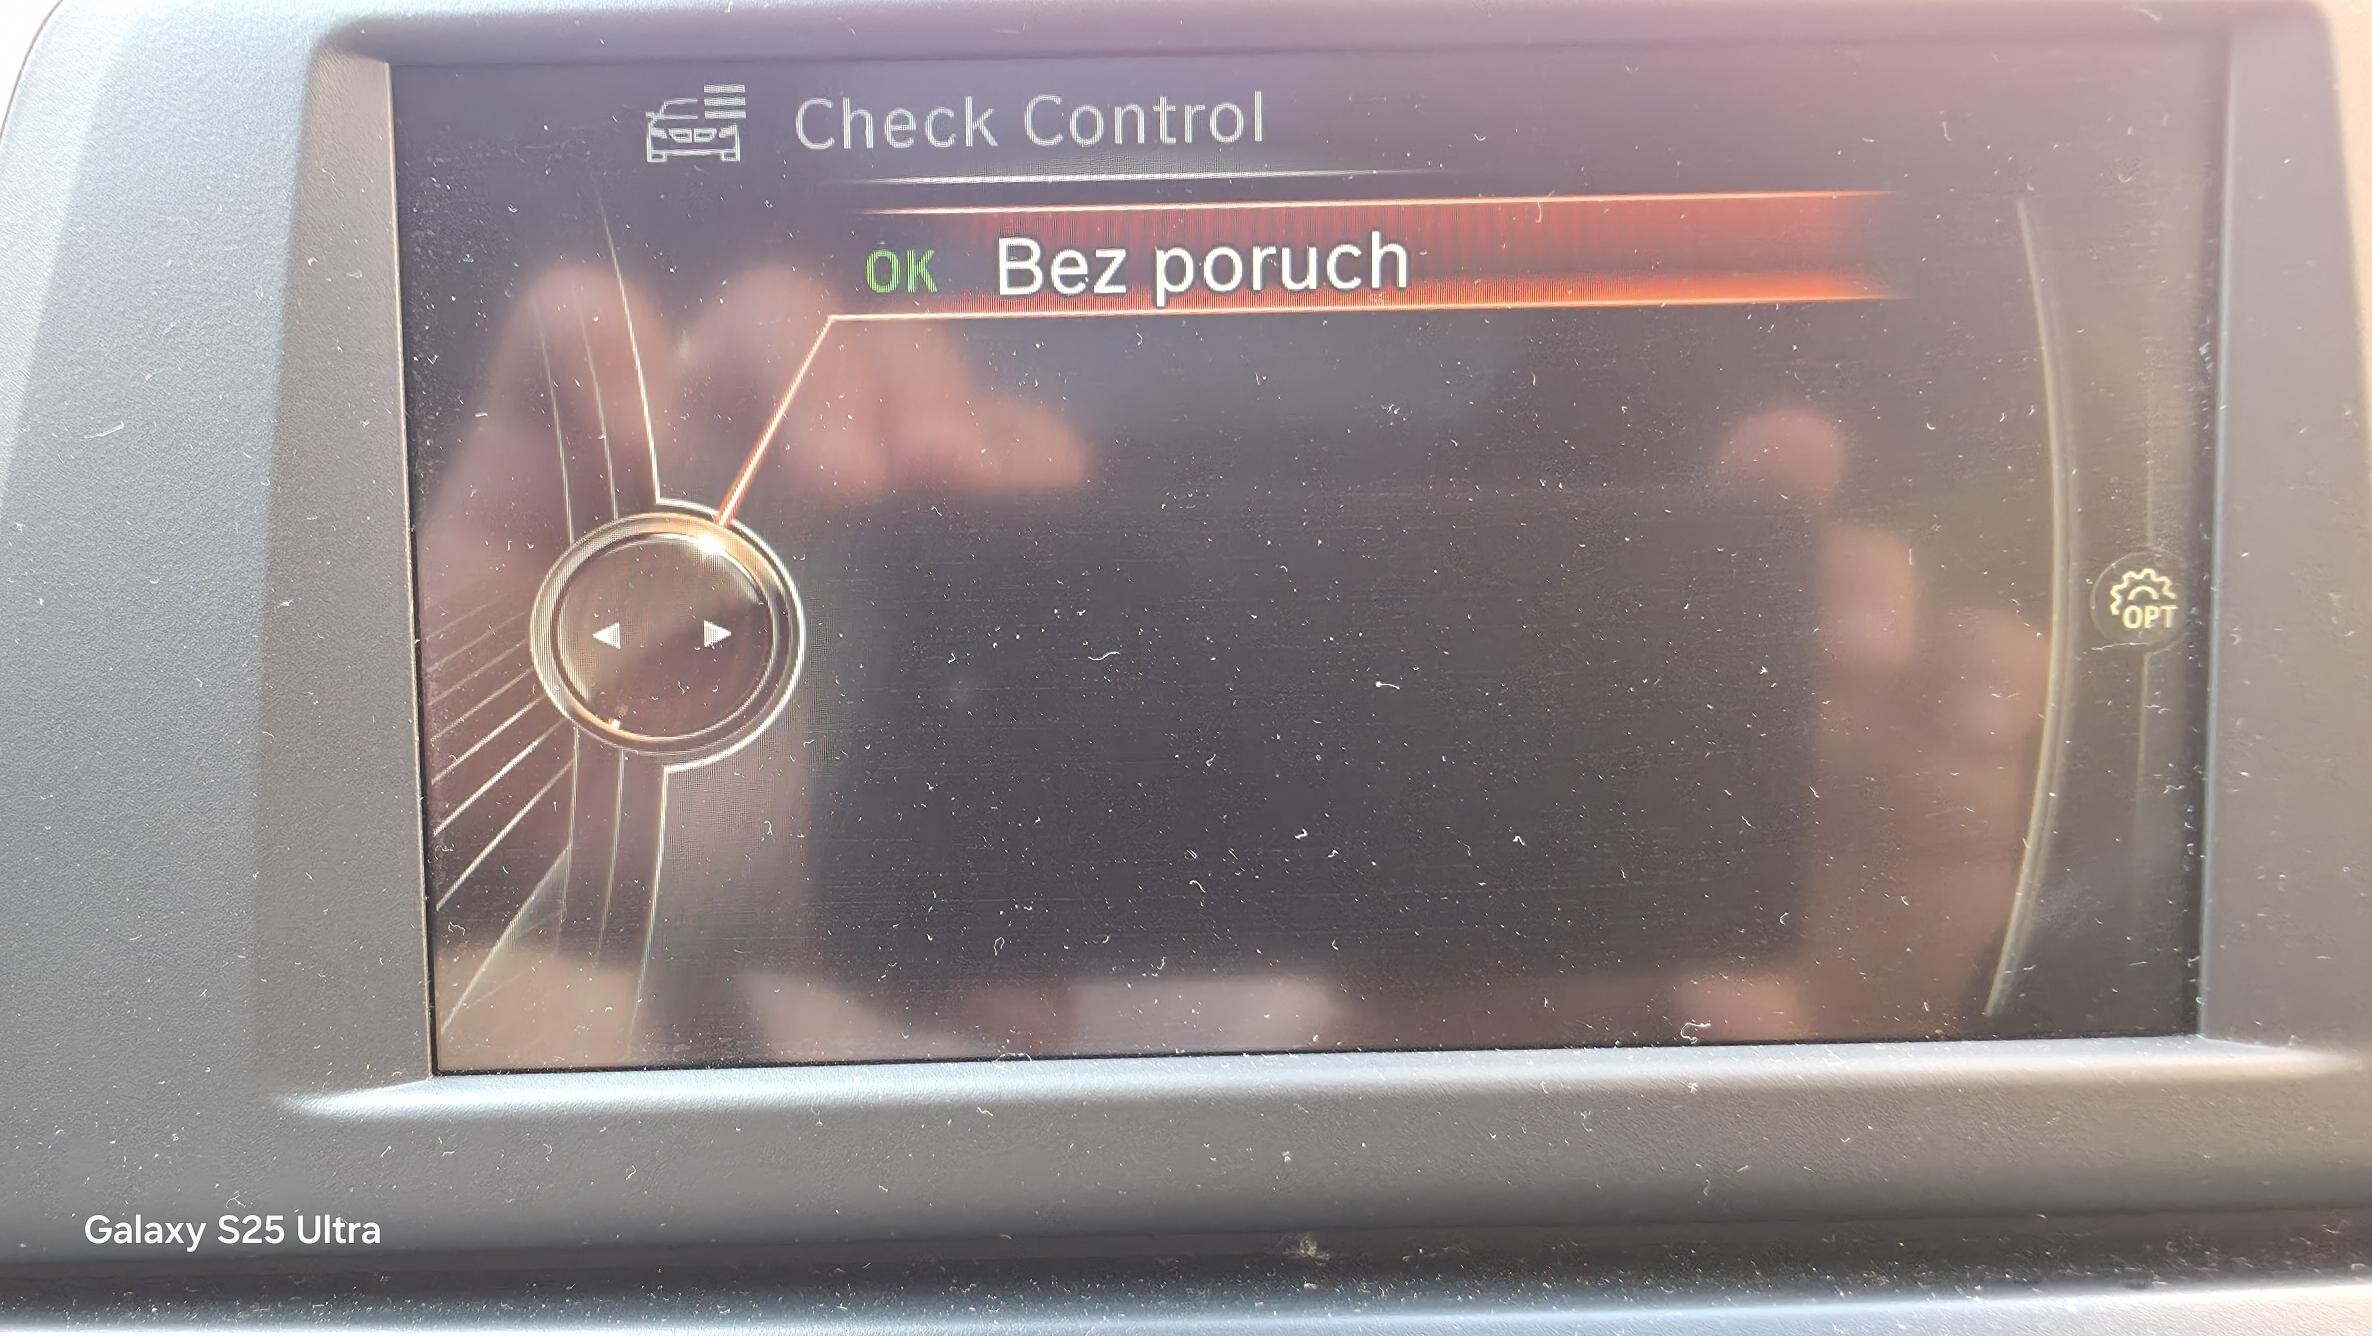 Check Control
OK Bez poruch
OPT
Galaxy S25 Ultra